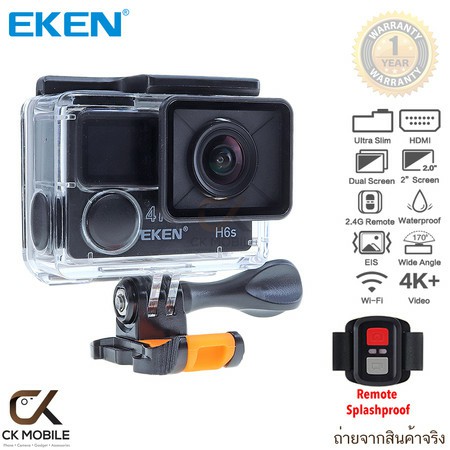 EKEN®
WARRANTY
1
YEAR
WARRANTY
Ultra Slim
HDMI
2.0"
Dual Screen
2" Screen
2.4G Remote
Waterproof
170°
EIS
Wide Angle
4K+
Wi-Fi
Video
EKEN®
H6s
Remote
Splashproof
CK MOBILE
ถ่ายจากสินค้าจริง